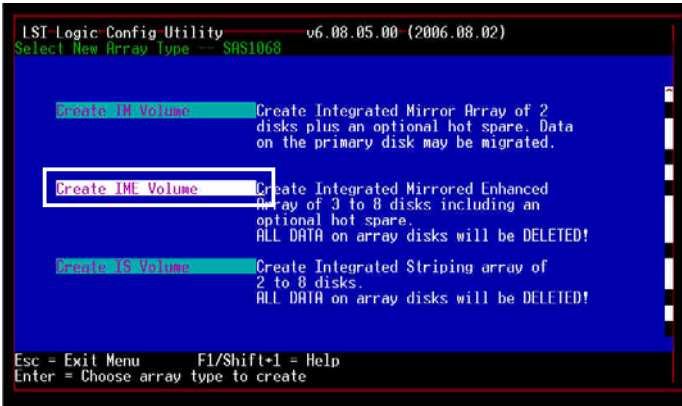 LST Logic Config Utility v6.08.05.00 (2006.08.02)
Select New Array Type -- SAS1068
Create IM Volume Create Integrated Mirror Array of 2
disks plus an optional hot spare. Data
on the primary disk may be migrated.
Create IME Volume Create Integrated Mirrored Enhanced
Array of 3 to 8 disks including an
optional hot spare.
ALL DATA on array disks will be DELETED!
Create IS Volume Create Integrated Striping array of
2 to 8 disks.
ALL DATA on array disks will be DELETED!
Esc = Exit Menu F1/Shift+1 = Help
Enter = Choose array type to create